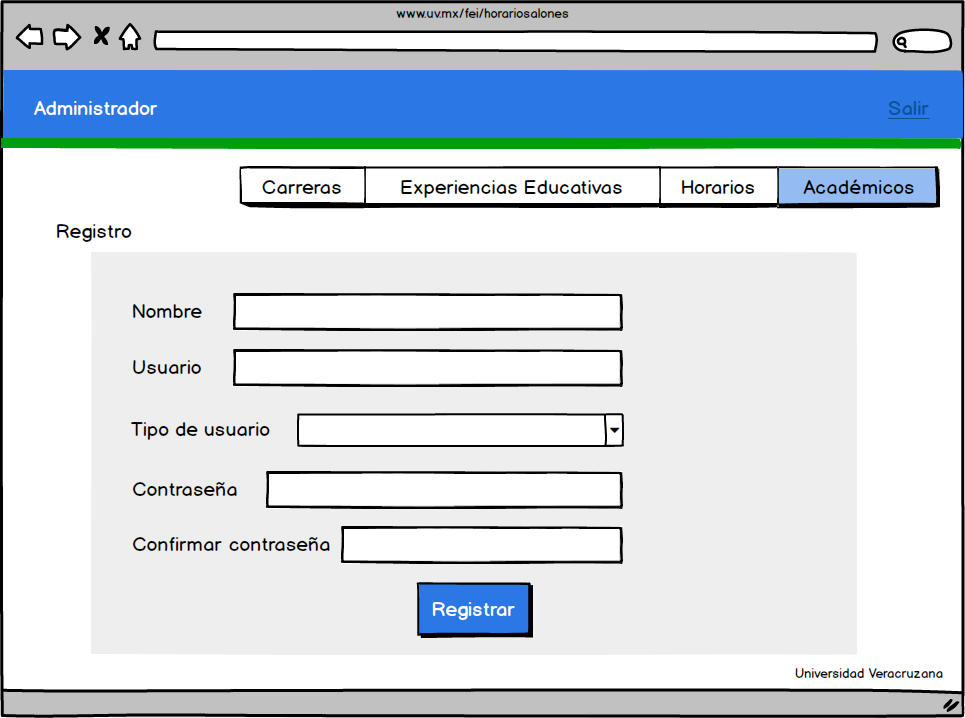 www.uv.mx/fei/horariosalones
Administrador
Salir
Carreras
Experiencias Educativas
Horarios
Académicos
Registro
Nombre
Usuario
Tipo de usuario
Contraseña
Confirmar contraseña
Registrar
Universidad Veracruzana